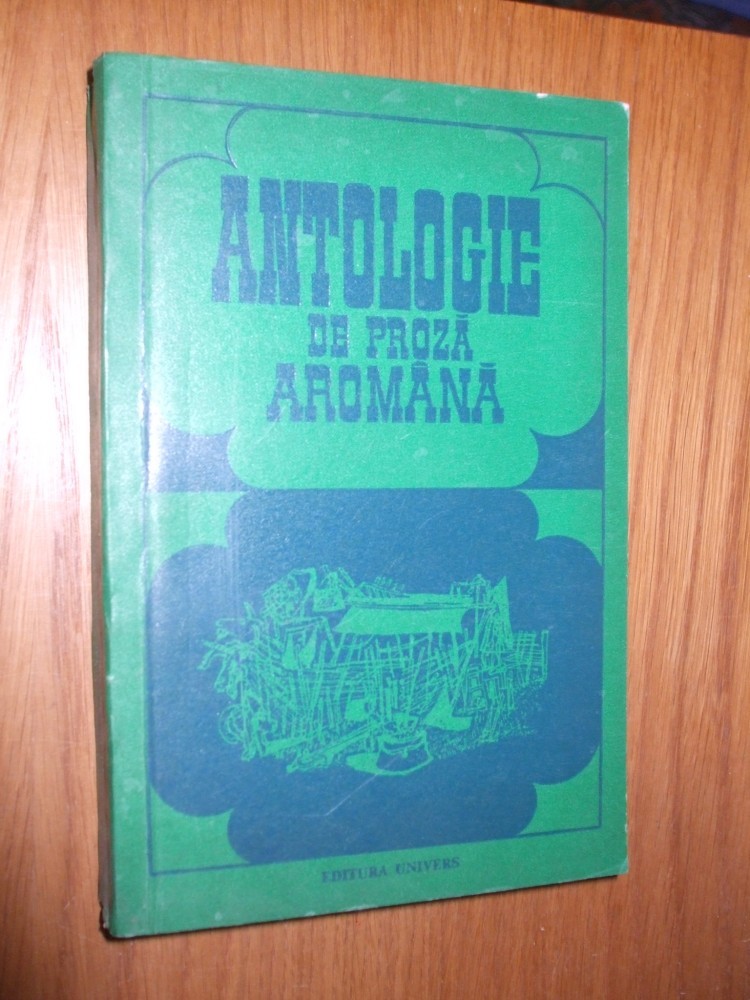 ANTOLOGIE
DE PROZĂ
AROMÂNĂ
EDITURA UNIVERS